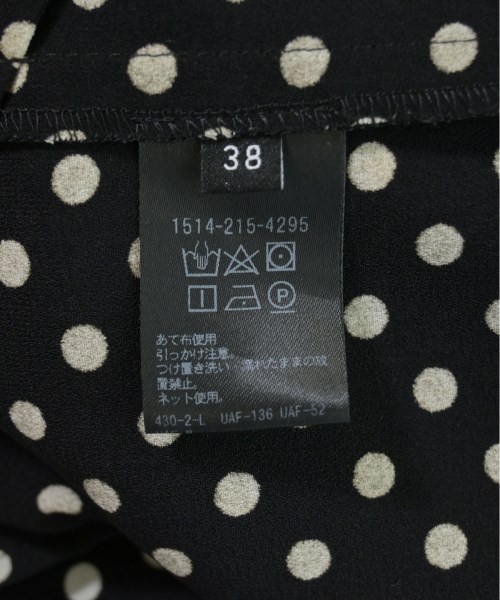 38
1514-215-4295
あて布使用
引っかけ注意。
つけ置き洗い・濡れたままの放
置禁止。
ネット使用。
430-2-L UAF-136 UAF-52